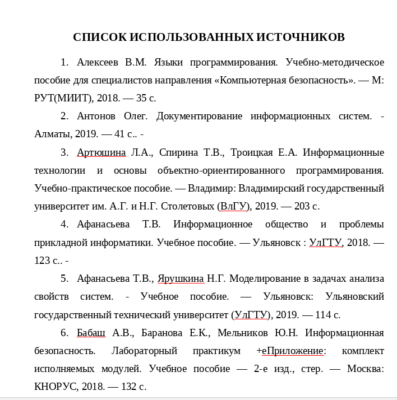 СПИСОК ИСПОЛЬЗОВАННЫХ ИСТОЧНИКОВ
1. Алексеев В.М. Языки программирования. Учебно-методическое
пособие для специалистов направления «Компьютерная безопасность». — М:
РУТ(МИИТ), 2018. — 35 с.
2. Антонов Олег. Документирование информационных систем. -
Алматы, 2019. — 41 с.. -
3. Артюшина Л.А., Спирина Т.В., Троицкая Е.А. Информационные
технологии и основы объектно-ориентированного программирования.
Учебно-практическое пособие. — Владимир: Владимирский государственный
университет им. А.Г. и Н.Г. Столетовых (ВлГУ), 2019. — 203 с.
4. Афанасьева Т.В. Информационное общество и проблемы
прикладной информатики. Учебное пособие. — Ульяновск : УлГТУ, 2018. —
123 с.. -
5. Афанасьева Т.В., Ярушкина Н.Г. Моделирование в задачах анализа
свойств систем. - Учебное пособие. — Ульяновск: Ульяновский
государственный технический университет (УлГТУ), 2019. — 114 с.
6. Бабаш А.В., Баранова Е.К., Мельников Ю.Н. Информационная
безопасность. Лабораторный практикум +еПриложение: комплект
исполняемых модулей. Учебное пособие — 2-е изд., стер. — Москва:
КНОРУС, 2018. — 132 с.